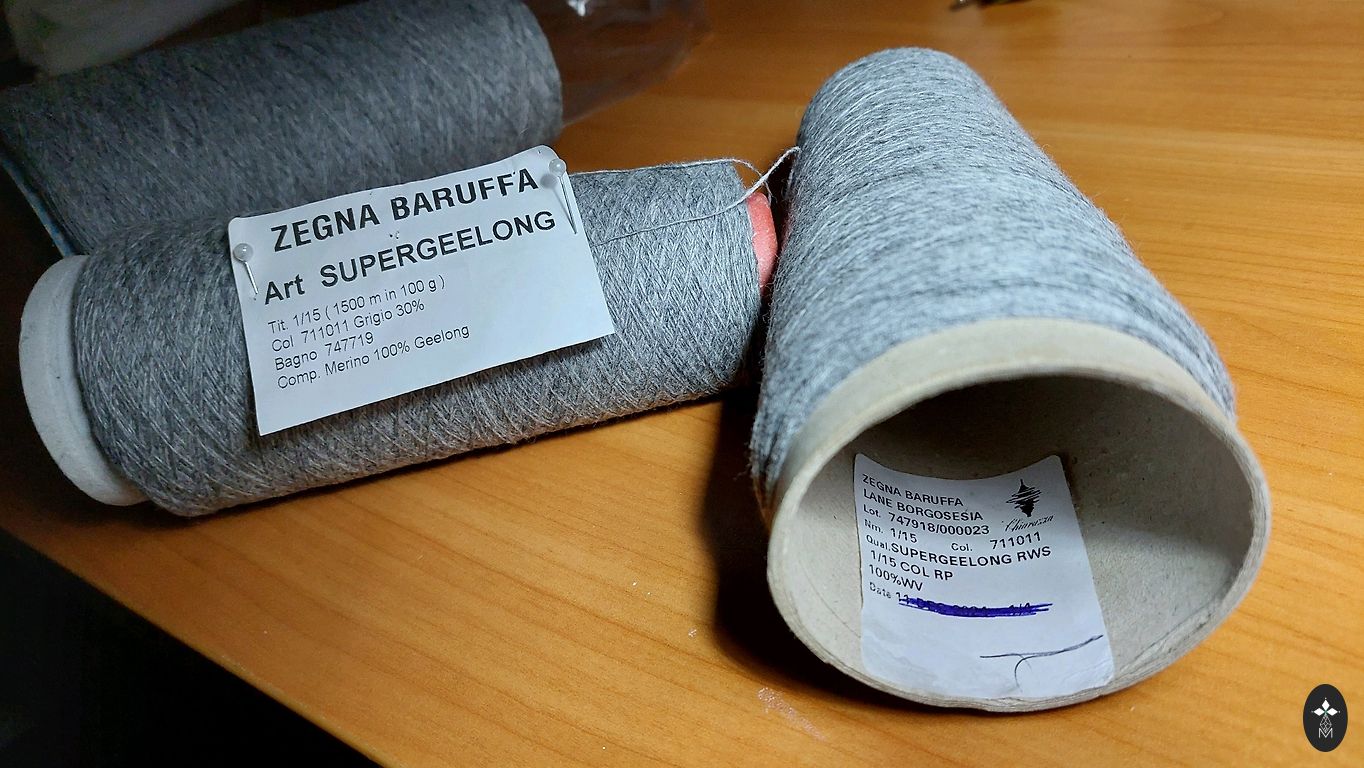 ZEGNA BARUFFA
Art SUPERGEELONG
Tit. 1/15 ( 1500 m in 100 g )
Col 711011 Grigio 30%
Bagno 747719
Comp. Merino 100% Geelong
ZEGNA BARUFFA
LANE BORGOSESIA
Lot. 747918/000023
Nm. 1/15 Col. 711011
Qual.SUPERGEELONG RWS
1/15 COL RP
100%WV
Date
M